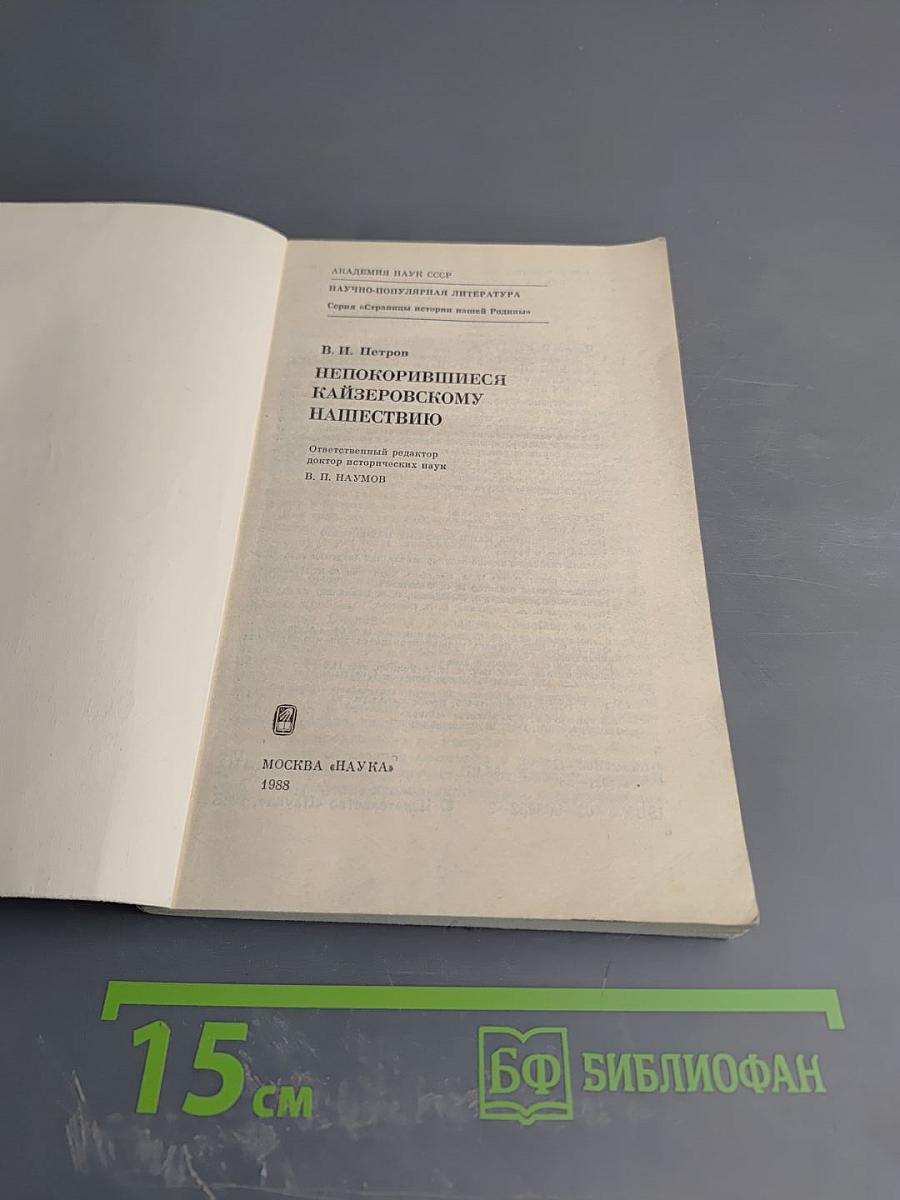 АКАДЕМИЯ НАУК СССР
НАУЧНО-ПОПУЛЯРНАЯ ЛИТЕРАТУРА
Серия «Страницы истории нашей Родины»
В. И. Петров
НЕПОКОРИВШИЕСЯ
КАЙЗЕРОВСКОМУ
НАШЕСТВИЮ
Ответственный редактор
доктор исторических наук
В. П. НАУМОВ
МОСКВА «НАУКА»
1988
15 см
БФ БИБЛИОФАН